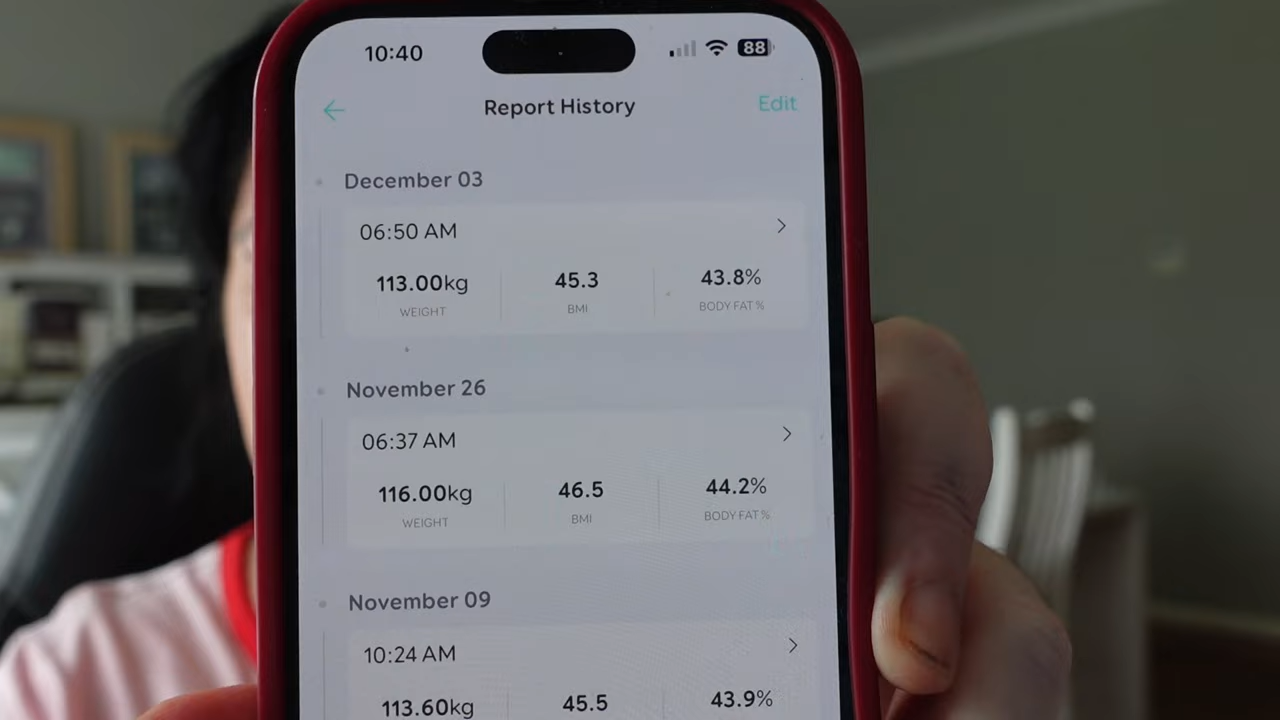 10:40 88
Report History Edit
December 03
06:50 AM
113.00kg 45.3 43.8%
WEIGHT BMI BODY FAT %
November 26
06:37 AM
116.00kg 46.5 44.2%
WEIGHT BMI BODY FAT %
November 09
10:24 AM
113.60kg 45.5 43.9%